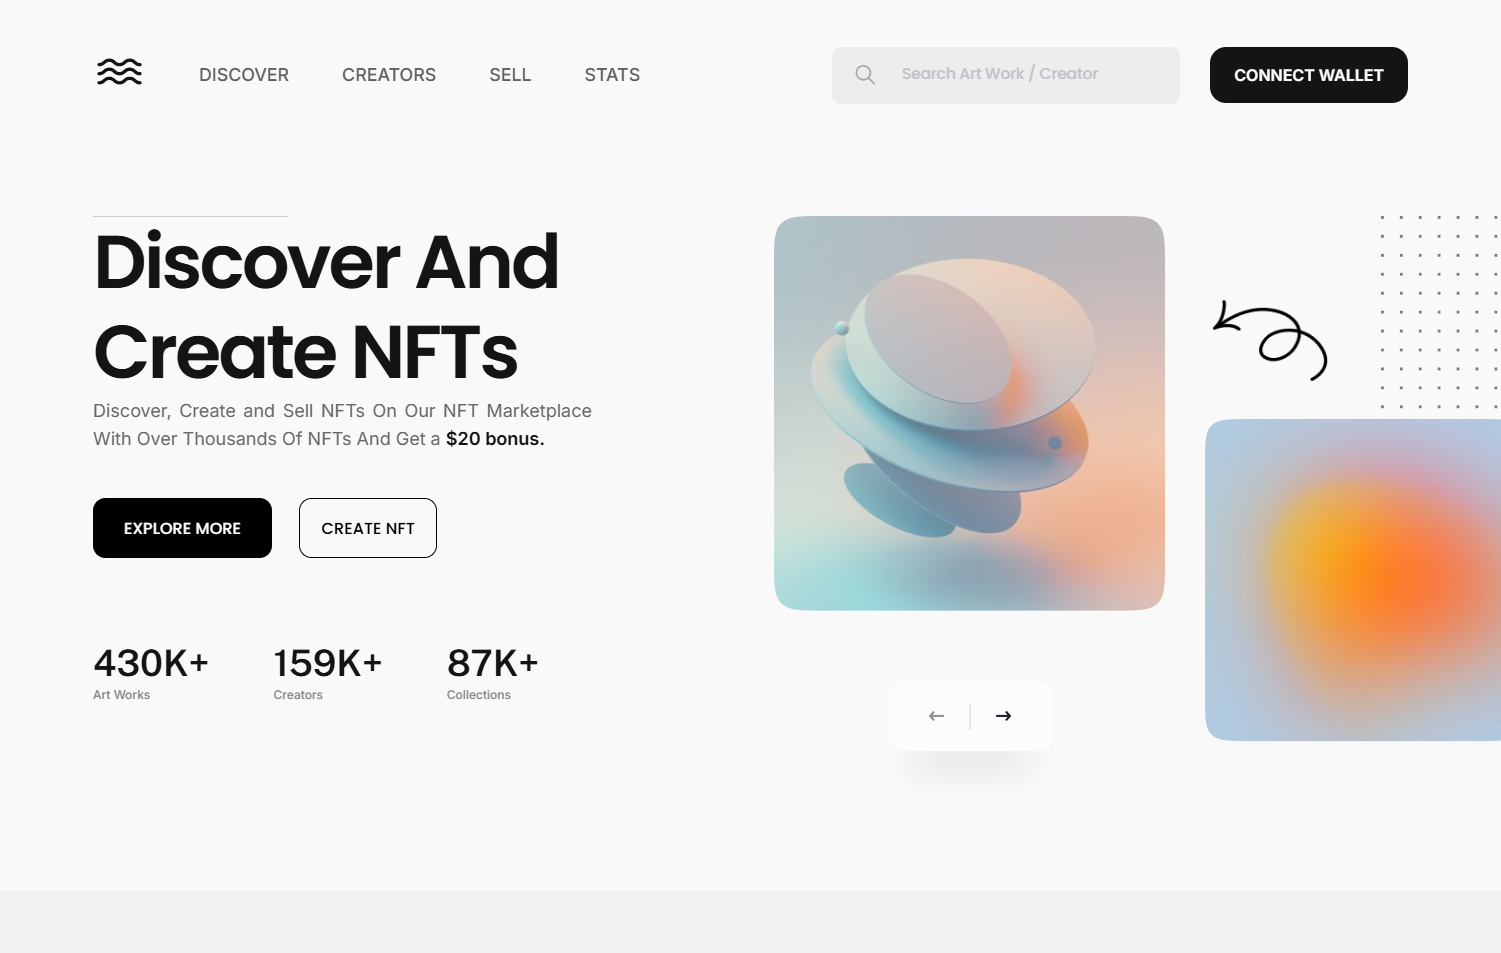 DISCOVER CREATORS SELL STATS Search Art Work / Creator CONNECT WALLET
Discover And
Create NFTs
Discover, Create and Sell NFTs On Our NFT Marketplace
With Over Thousands Of NFTs And Get a $20 bonus.
EXPLORE MORE CREATE NFT
430K+ 159K+ 87K+
Art Works Creators Collections